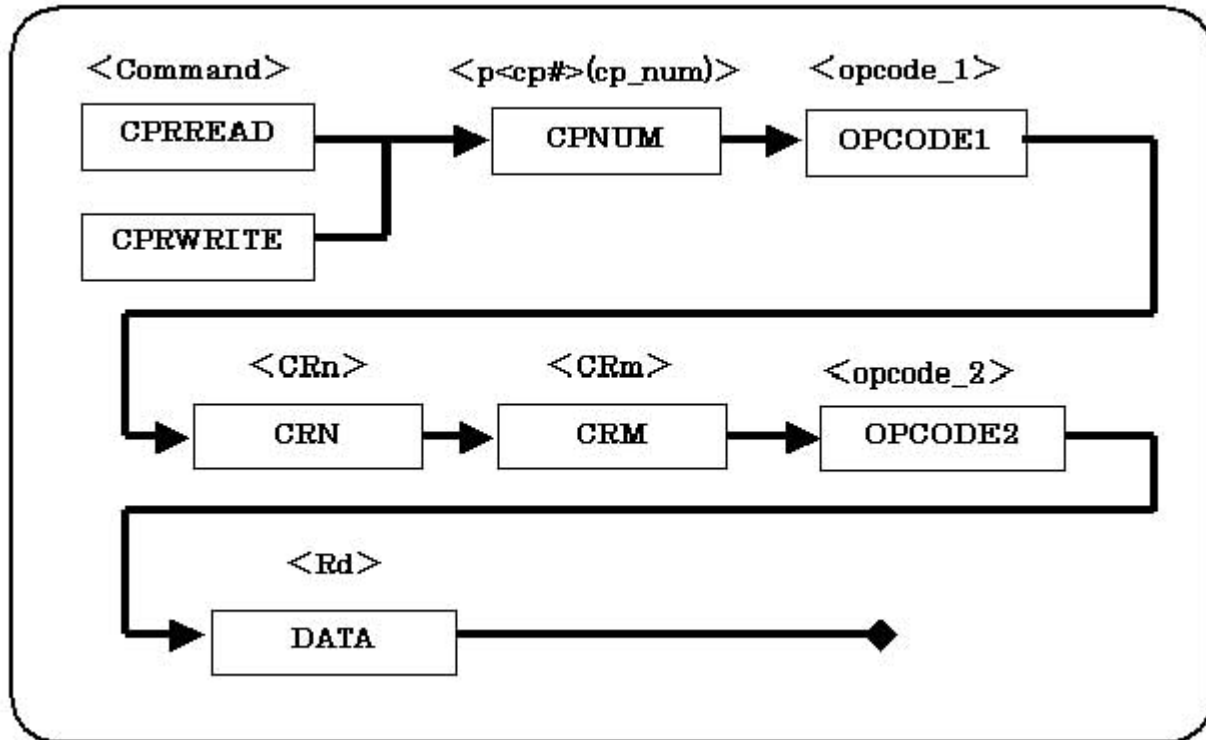 <Command> <p<cp#>(cp_num)> <opcode_1>
CPRREAD CPNUM OPCODE1
CPRWRITE
<CRn> <CRm> <opcode_2>
CRN CRM OPCODE2
<Rd>
DATA